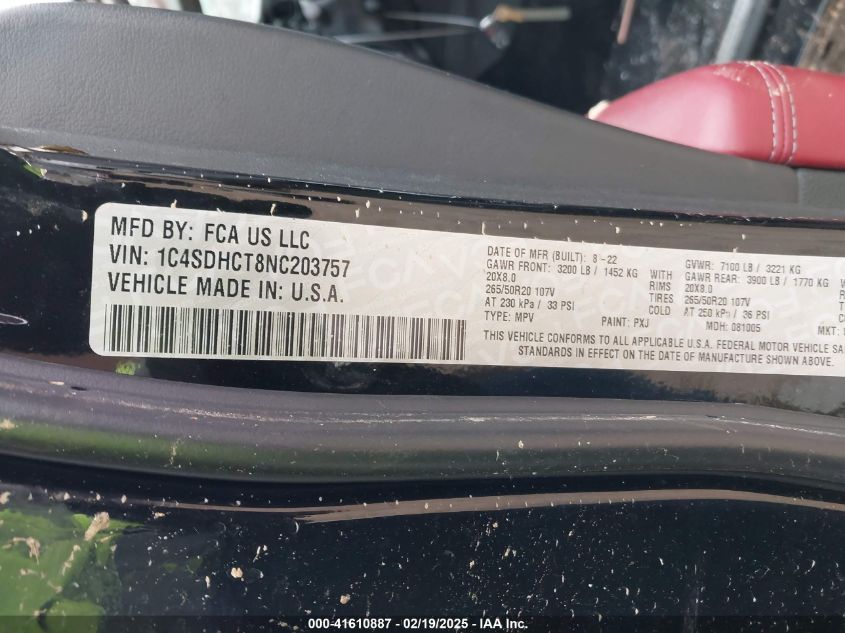 MFD BY: FCA US LLC
VIN: 1C4SDHCT8NC203757
VEHICLE MADE IN: U.S.A.
DATE OF MFR (BUILT): 8 -22 GVWR: 7100 LB / 3221 KG
GAWR FRONT: 3200 LB / 1452 KG WITH GAWR REAR: 3900 LB / 1770 KG
20X8.0 RIMS 20X8.0
265/50R20 107V TIRES 265/50R20 107V
AT 230 kPa / 33 PSI COLD AT 250 kPa / 36 PSI
TYPE: MPV PAINT: PXJ MDH: 081005 MKT:
THIS VEHICLE CONFORMS TO ALL APPLICABLE U.S.A. FEDERAL MOTOR VEHICLE
STANDARDS IN EFFECT ON THE DATE OF MANUFACTURE SHOWN ABOVE.
000-41610887 - 02/19/2025 - IAAI.com